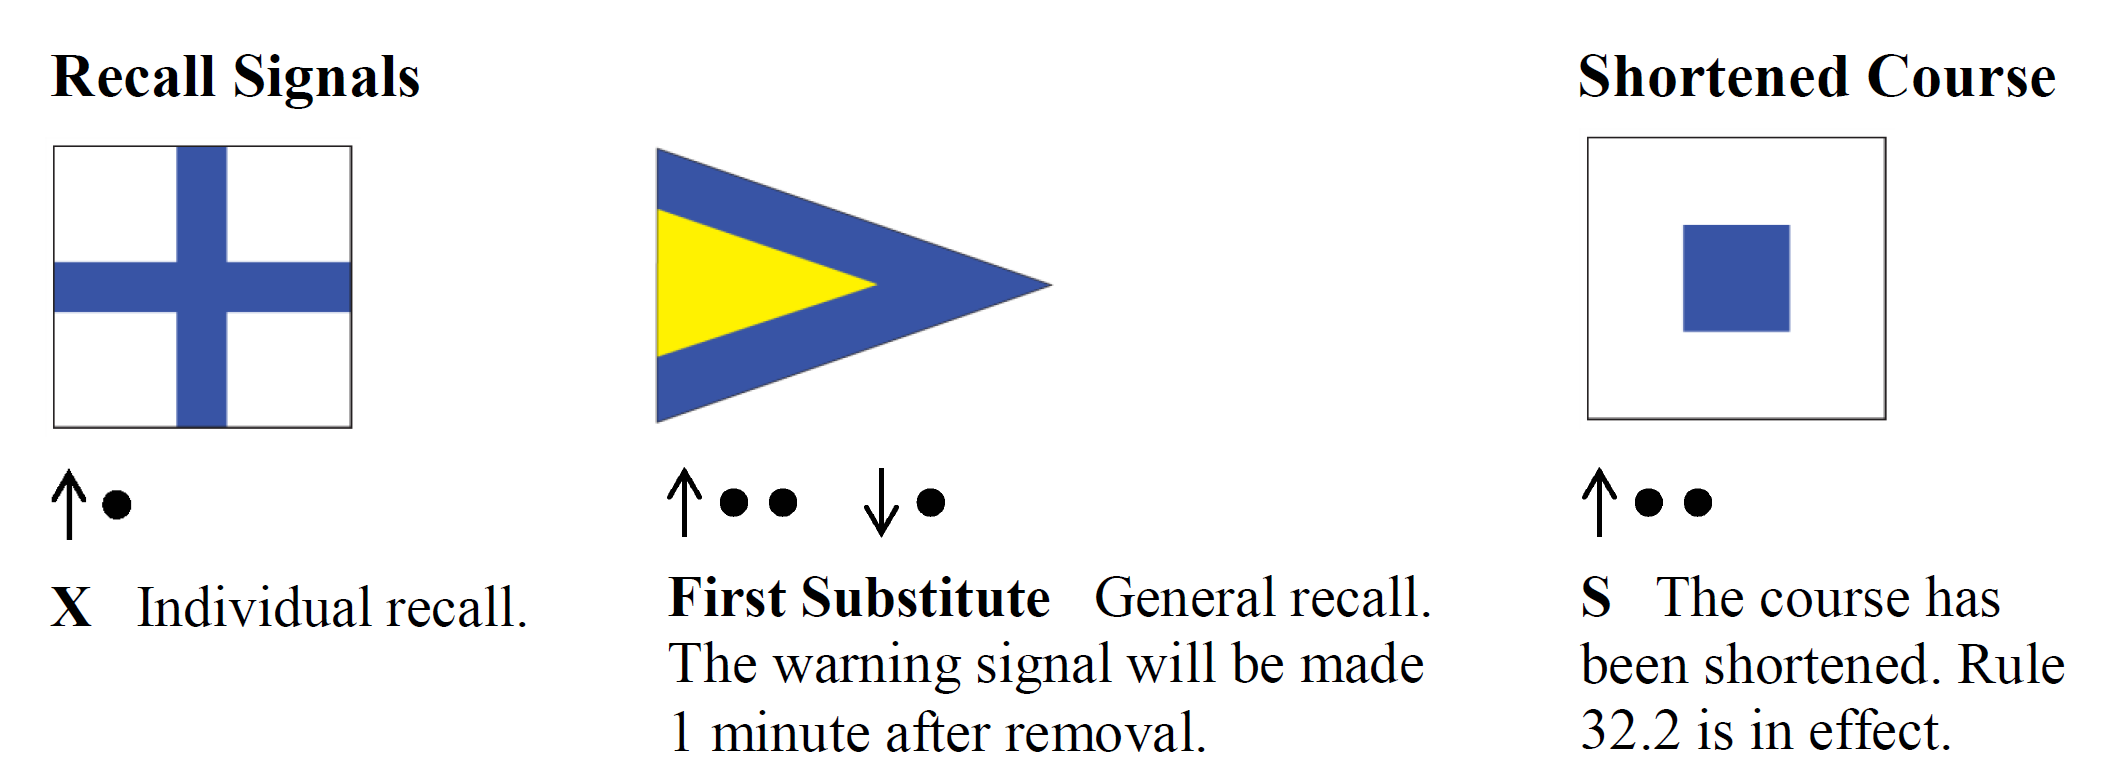 Recall Signals
Shortened Course
X Individual recall.
First Substitute General recall.
The warning signal will be made
1 minute after removal.
S The course has
been shortened. Rule
32.2 is in effect.